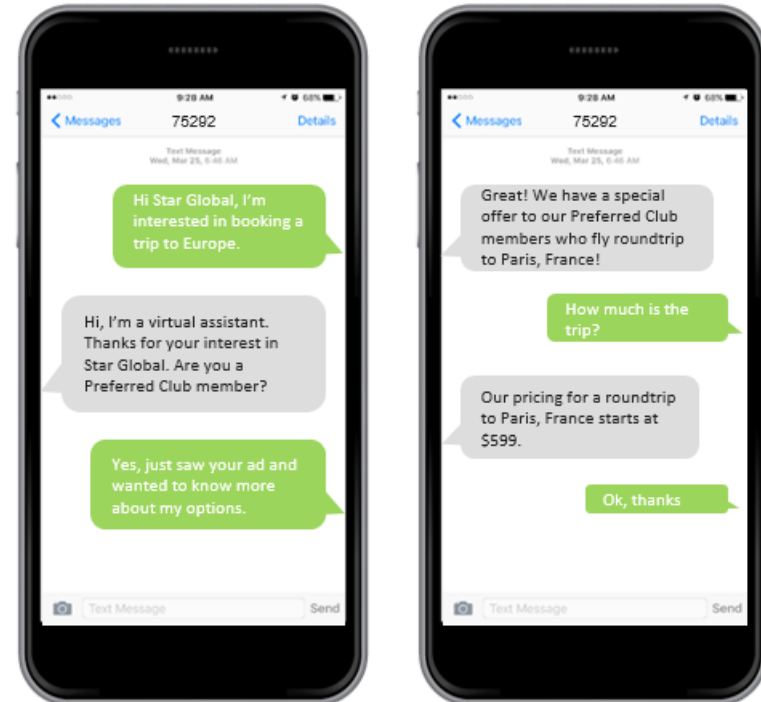 9:28 AM
68%
Messages
75292
Details
Text Message
Wed, Mar 25, 6:46 AM
Hi Star Global, I'm
interested in booking a
trip to Europe.
Hi, I'm a virtual assistant.
Thanks for your interest in
Star Global. Are you a
Preferred Club member?
Yes, just saw your ad and
wanted to know more
about my options.
Text Message
Send
9:28 AM
68%
Messages
75292
Details
Text Message
Wed, Mar 25, 6:46 AM
Great! We have a special
offer to our Preferred Club
members who fly roundtrip
to Paris, France!
How much is the
trip?
Our pricing for a roundtrip
to Paris, France starts at
$599.
Ok, thanks
Text Message
Send